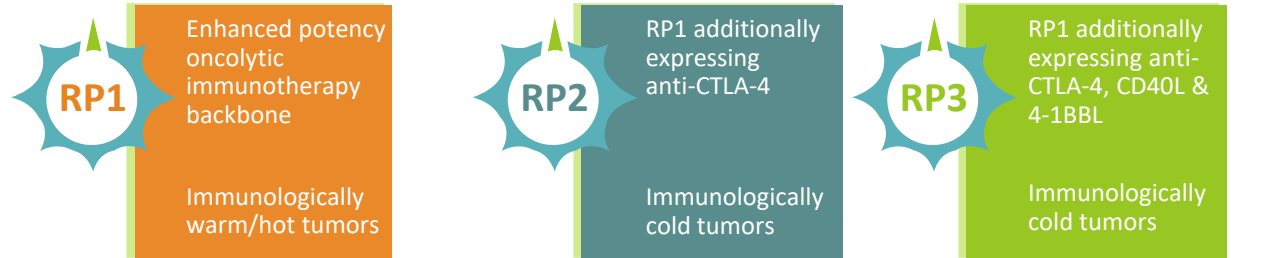 RP1
Enhanced potency
oncolytic
immunotherapy
backbone
Immunologically
warm/hot tumors
RP2
RP1 additionally
expressing
anti-CTLA-4
Immunologically
cold tumors
RP3
RP1 additionally
expressing anti-
CTLA-4, CD40L &
4-1BBL
Immunologically
cold tumors